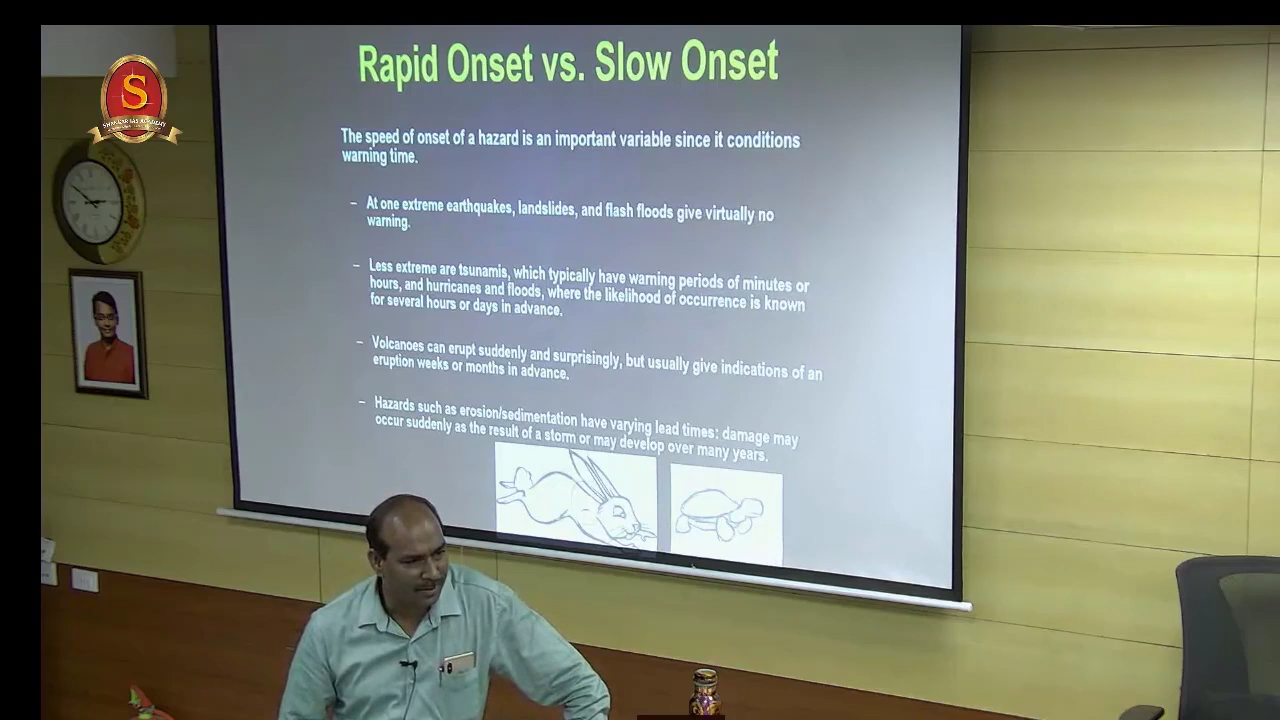 S
SHANKAR IAS ACADEMY
Rapid Onset vs. Slow Onset
The speed of onset of a hazard is an important variable since it conditions
warning time.
– At one extreme earthquakes, landslides, and flash floods give virtually no
warning.
– Less extreme are tsunamis, which typically have warning periods of minutes or
hours, and hurricanes and floods, where the likelihood of occurrence is known
for several hours or days in advance.
– Volcanoes can erupt suddenly and surprisingly, but usually give indications of an
eruption weeks or months in advance.
– Hazards such as erosion/sedimentation have varying lead times: damage may
occur suddenly as the result of a storm or may develop over many years.